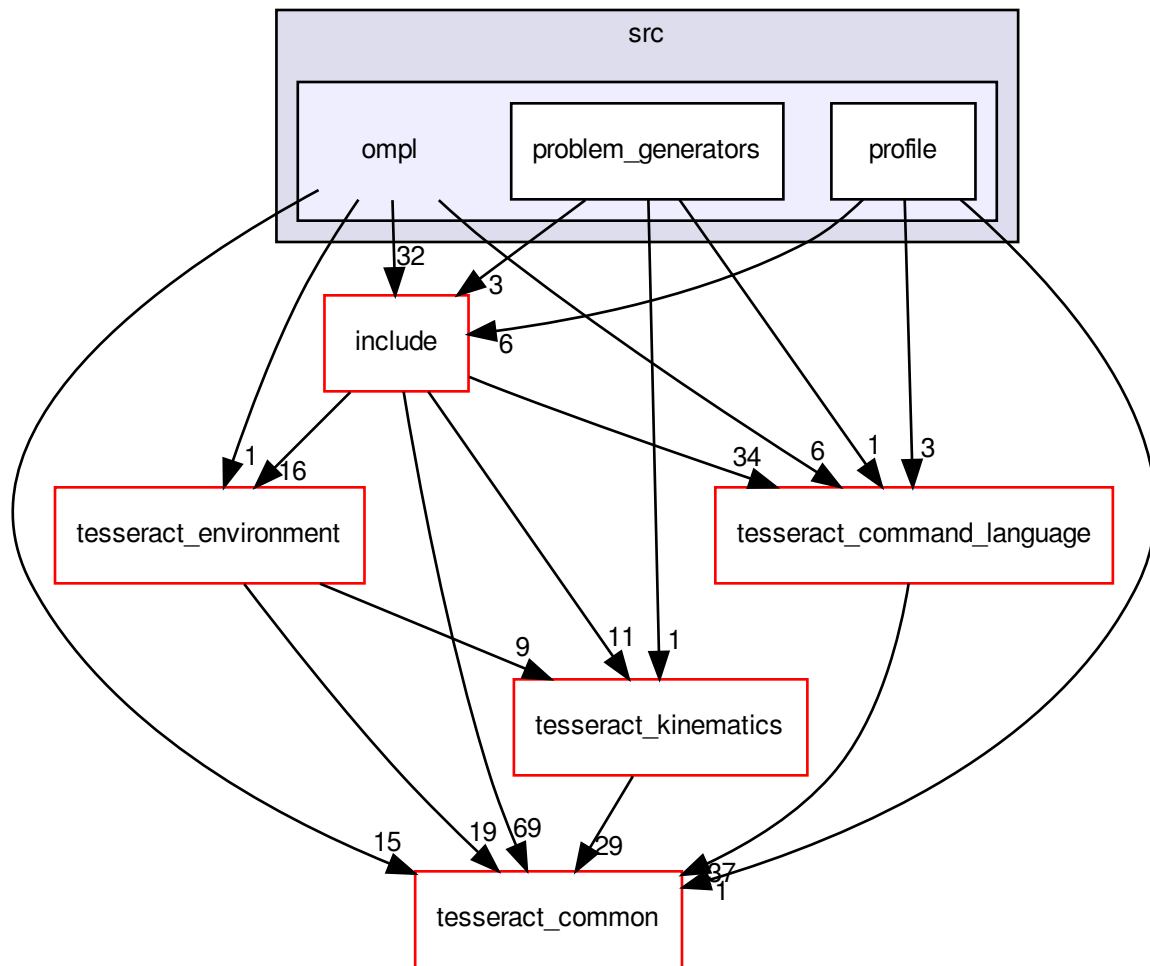 src
ompl
problem_generators
profile
32
3
6
include
1
16
34
6
1
3
tesseract_environment
tesseract_command_language
9
11
1
tesseract_kinematics
15
19
69
29
37
1
tesseract_common